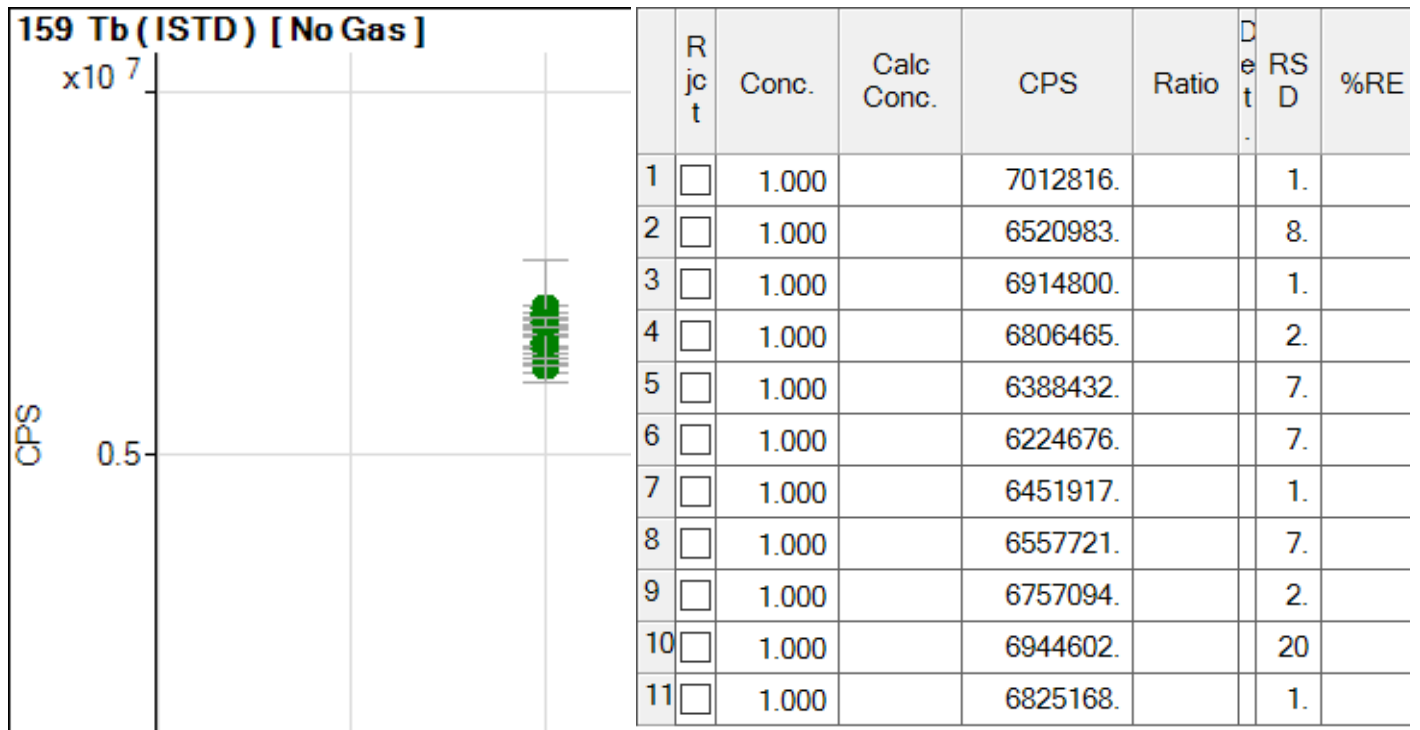 159 Tb ( ISTD ) [ No Gas ]
x10 7
CPS
0.5
Rjct Conc. Calc Conc. CPS Ratio Det. RSD %RE
1 1.000 7012816. 1.
2 1.000 6520983. 8.
3 1.000 6914800. 1.
4 1.000 6806465. 2.
5 1.000 6388432. 7.
6 1.000 6224676. 7.
7 1.000 6451917. 1.
8 1.000 6557721. 7.
9 1.000 6757094. 2.
10 1.000 6944602. 20
11 1.000 6825168. 1.